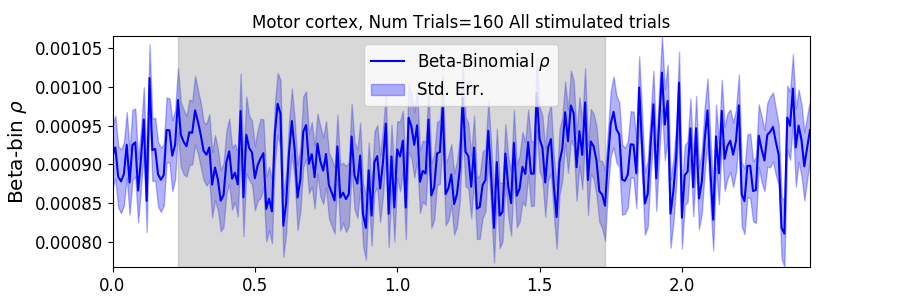 Motor cortex, Num Trials=160 All stimulated trials
Beta-bin ρ
0.00105
0.00100
0.00095
0.00090
0.00085
0.00080
Beta-Binomial ρ
Std. Err.
0.0 0.5 1.0 1.5 2.0